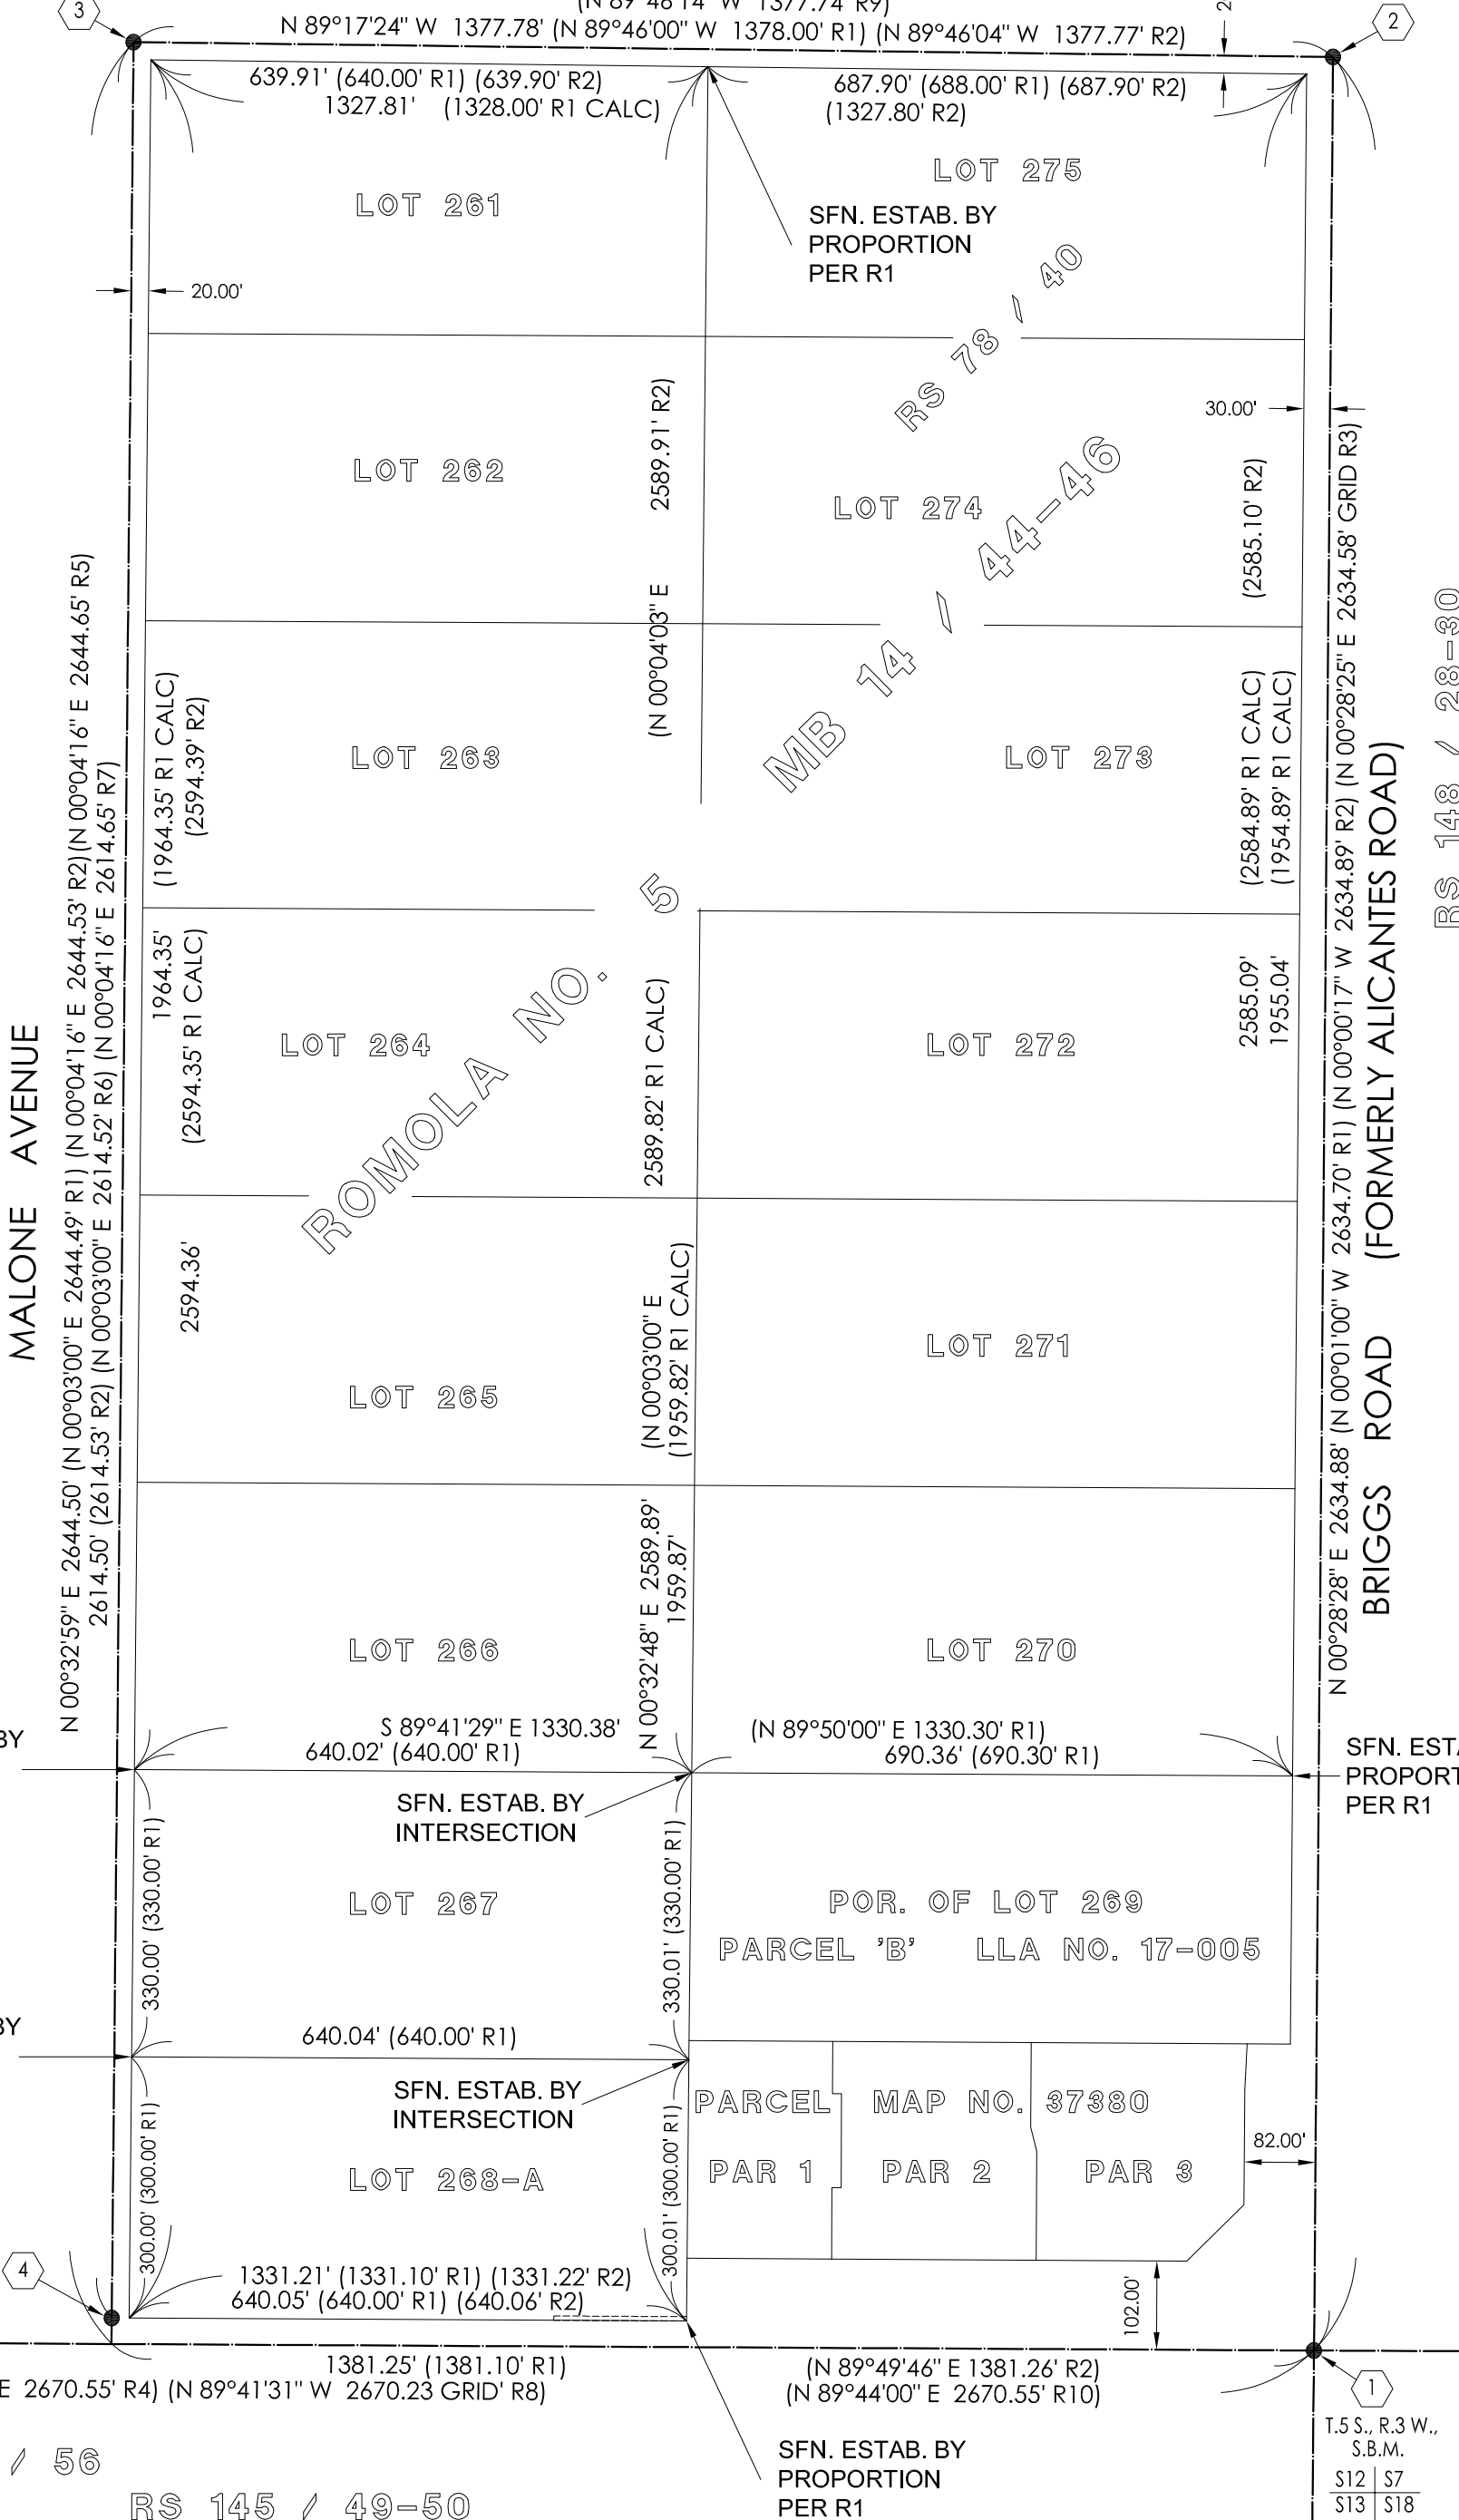 3
(N 89°46'14" W 1377.74' R9)
N 89°17'24" W 1377.78' (N 89°46'00" W 1378.00' R1) (N 89°46'04" W 1377.77' R2)
2
2
639.91' (640.00' R1) (639.90' R2)
1327.81' (1328.00' R1 CALC)
687.90' (688.00' R1) (687.90' R2)
(1327.80' R2)
LOT 261
LOT 275
SFN. ESTAB. BY
PROPORTION
PER R1
20.00'
RS 78 / 40
30.00'
LOT 262
LOT 274
2589.91' R2)
(N 00°04'03" E
(2585.10' R2)
MB 14 / 44-46
RS 148 / 28-30
LOT 263
LOT 273
(1964.35' R1 CALC)
(2594.39' R2)
(2584.89' R1 CALC)
(1954.89' R1 CALC)
ROMOLA NO. 5
1964.35'
(2594.35' R1 CALC)
LOT 264
LOT 272
2589.82' R1 CALC)
2585.09'
1955.04'
MALONE AVENUE
N 00°32'59" E 2644.50' (N 00°03'00" E 2644.49' R1) (N 00°04'16" E 2644.53' R2)(N 00°04'16" E 2644.65' R5)
2614.50' (2614.53' R2) (N 00°03'00" E 2614.52' R6) (N 00°04'16" E 2614.65' R7)
N 00°28'28" E 2634.88' (N 00°01'00" W 2634.70' R1) (N 00°00'17" W 2634.89' R2) (N 00°28'25" E 2634.58' GRID R3)
BRIGGS ROAD (FORMERLY ALICANTES ROAD)
2594.36'
(N 00°03'00" E
(1959.82' R1 CALC)
LOT 265
LOT 271
N 00°32'48" E 2589.89'
1959.87'
LOT 266
LOT 270
BY
S 89°41'29" E 1330.38'
640.02' (640.00' R1)
(N 89°50'00" E 1330.30' R1)
690.36' (690.30' R1)
SFN. ESTA
PROPORT
PER R1
SFN. ESTAB. BY
INTERSECTION
330.00' (330.00' R1)
330.01' (330.00' R1)
LOT 267
POR. OF LOT 269
PARCEL 'B' LLA NO. 17-005
BY
640.04' (640.00' R1)
SFN. ESTAB. BY
INTERSECTION
PARCEL MAP NO. 37380
PAR 1
PAR 2
PAR 3
82.00'
300.00' (300.00' R1)
300.01' (300.00' R1)
LOT 268-A
4
1331.21' (1331.10' R1) (1331.22' R2)
640.05' (640.00' R1) (640.06' R2)
102.00'
1381.25' (1381.10' R1)
(N 89°49'46" E 1381.26' R2)
E 2670.55' R4) (N 89°41'31" W 2670.23 GRID' R8)
(N 89°44'00" E 2670.55' R10)
1
T.5 S., R.3 W.,
S.B.M.
S12 S7
S13 S18
/ 56
SFN. ESTAB. BY
PROPORTION
PER R1
RS 145 / 49-50